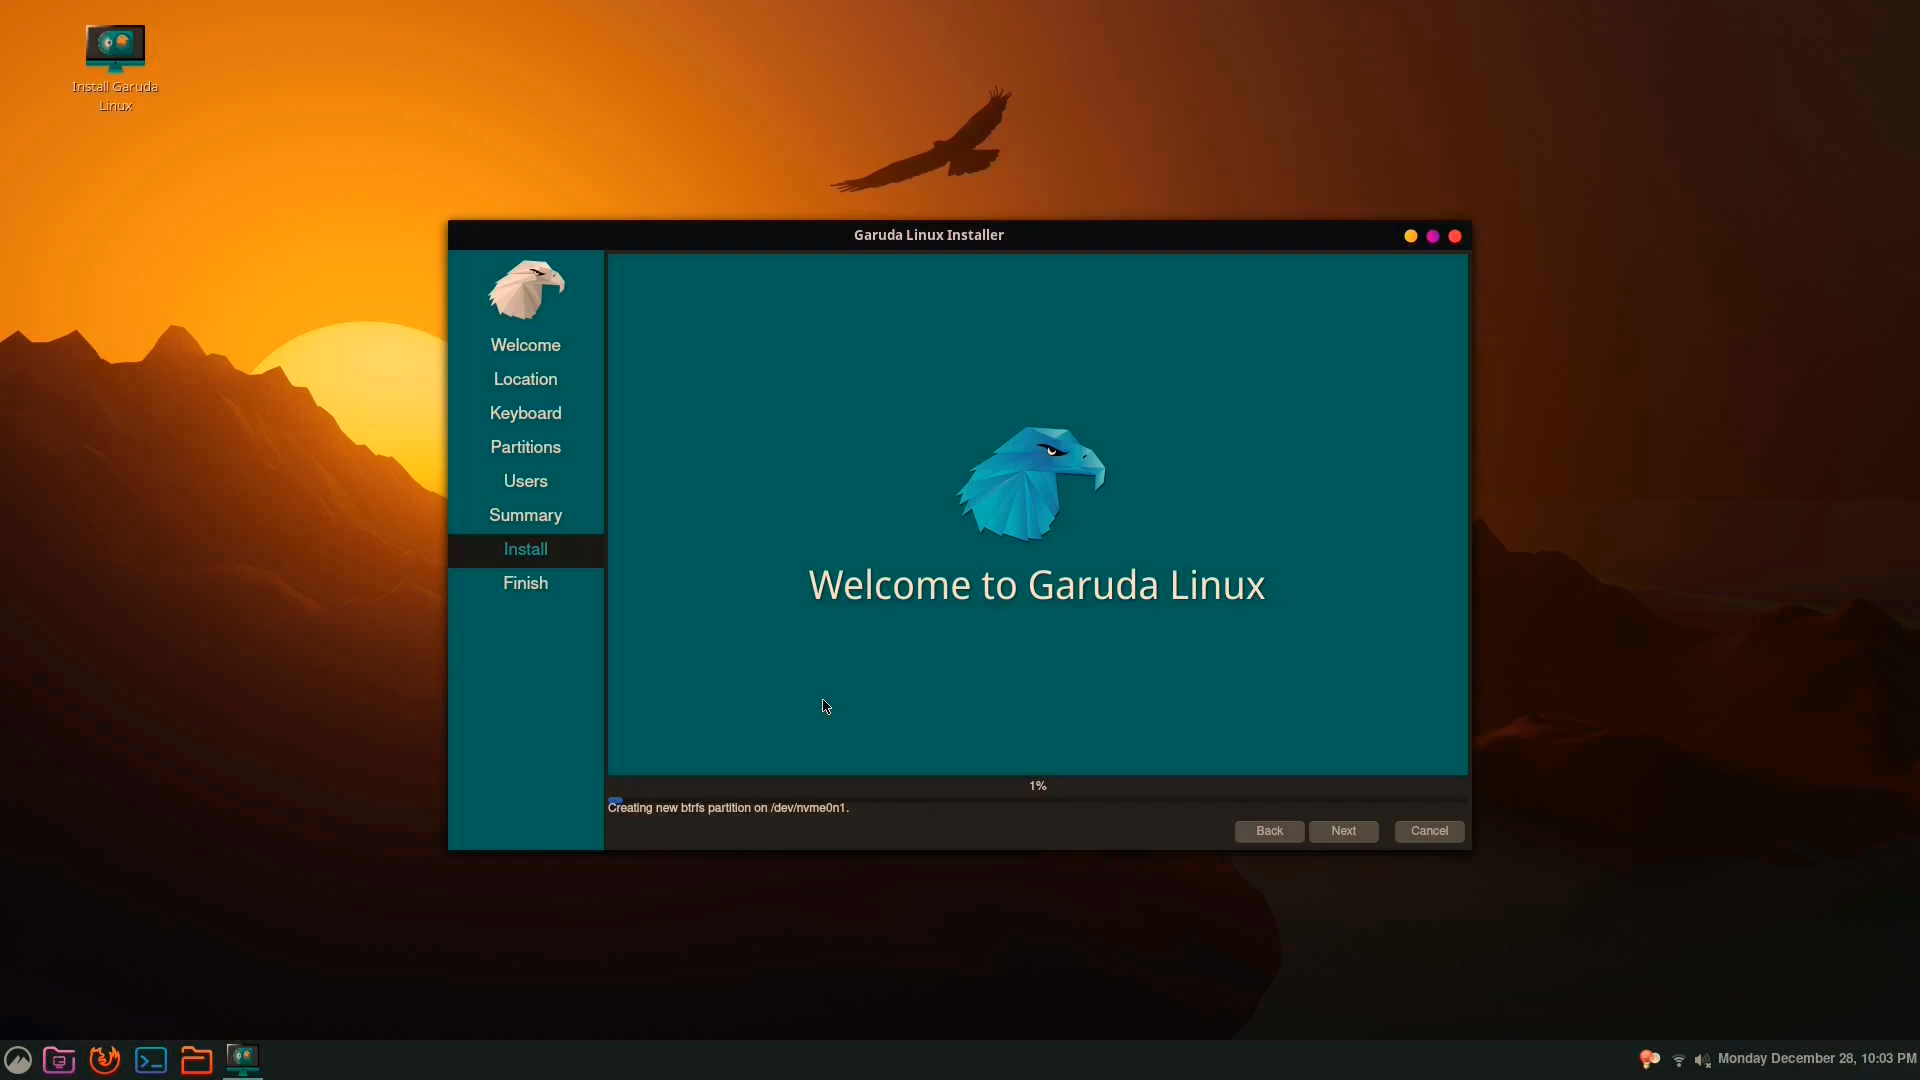 Install Garuda
Linux
Garuda Linux Installer
Welcome
Location
Keyboard
Partitions
Users
Summary
Install
Finish
Welcome to Garuda Linux
1%
Creating new btrfs partition on /dev/nvme0n1.
Back
Next
Cancel
Monday December 28, 10:03 PM